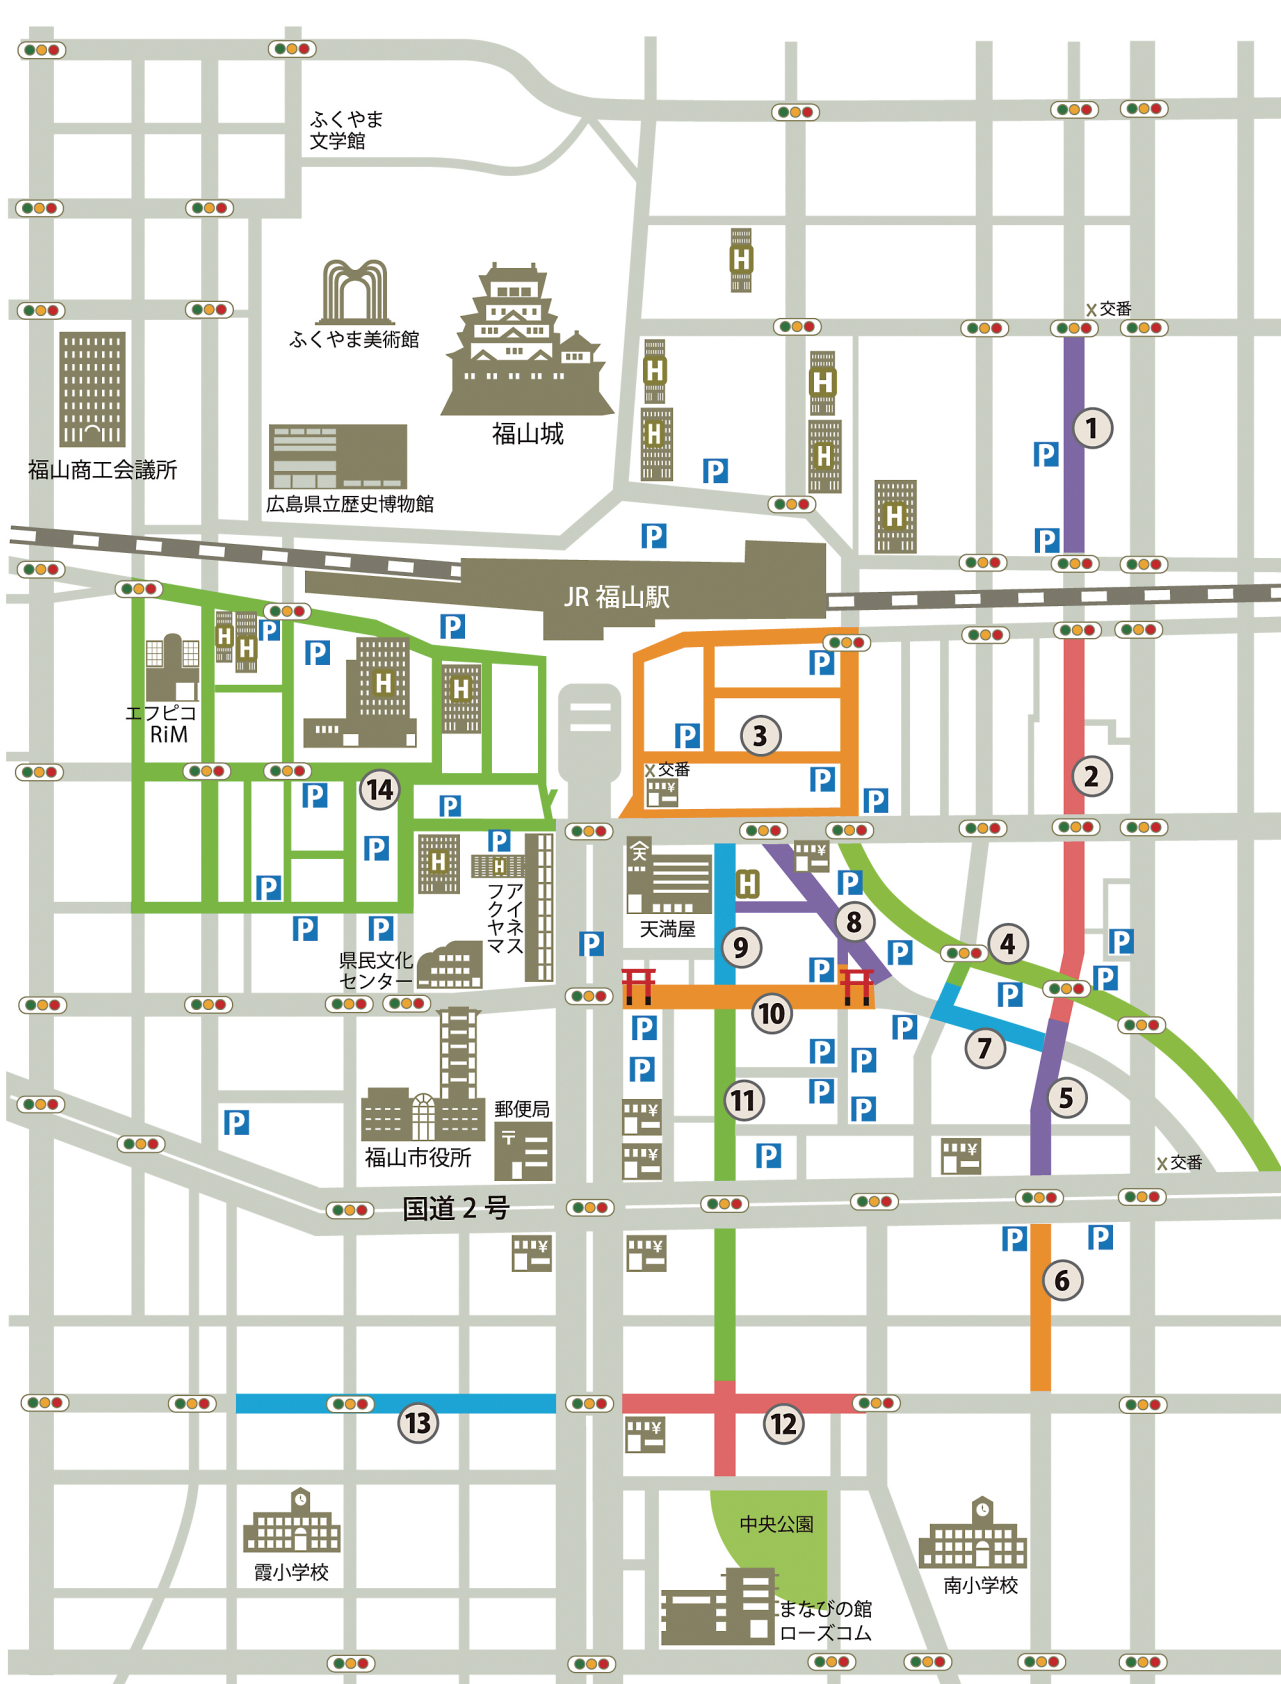 ふくやま
文学館
H
X交番
ふくやま美術館
H
H
1
福山城
H
H
P
福山商工会議所
P
広島県立歴史博物館
H
P
P
JR 福山駅
P
H
H
P
P
P
H
H
エフピコ
RiM
P
3
X交番
2
14
P
P
P
¥
P
P
P
H
P
H
アイネス
フクヤマ
天
¥
H
P
P
8
4
天満屋
P
P
P
9
P
P
県民文化
センター
P
P
P
10
P
P
7
P
P
P
P
5
11
P
P
¥
郵便局
〒
福山市役所
¥
P
¥
X交番
国道2号
¥
¥
P
P
6
13
12
¥
中央公園
霞小学校
南小学校
まなびの館
ローズコム